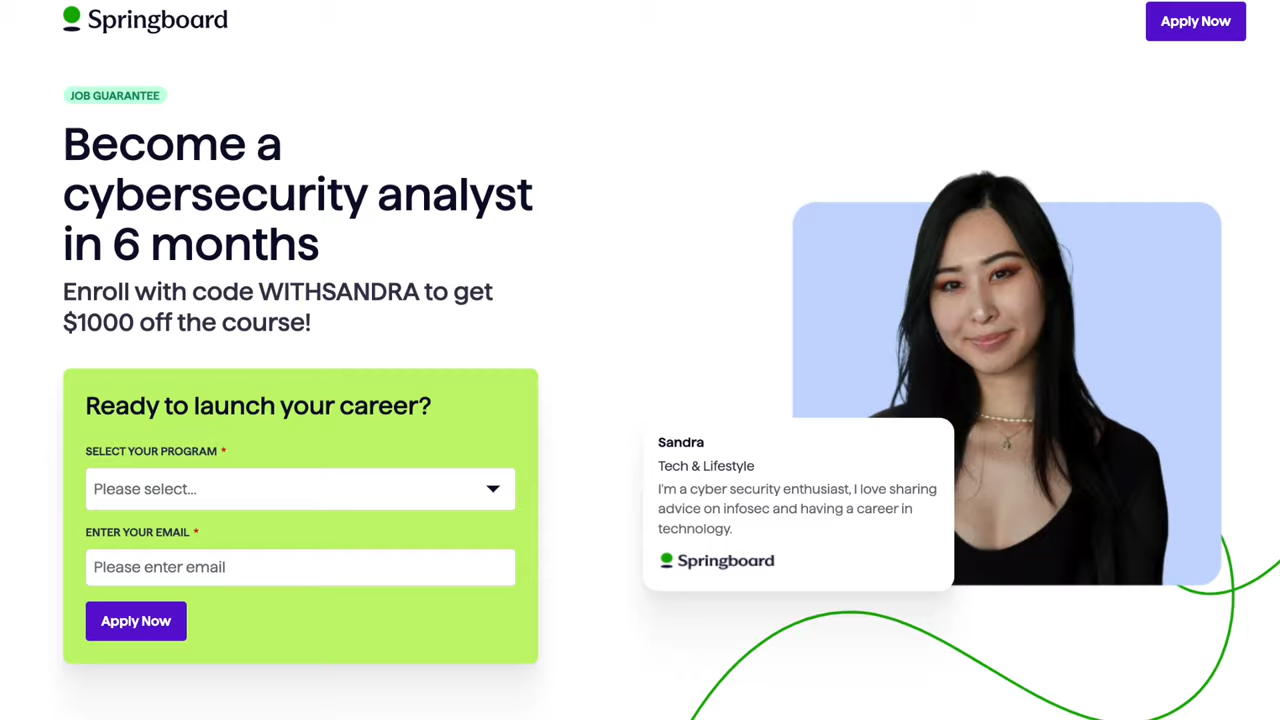 Springboard
Apply Now
JOB GUARANTEE
Become a
cybersecurity analyst
in 6 months
Enroll with code WITHSANDRA to get
$1000 off the course!
Ready to launch your career?
SELECT YOUR PROGRAM *
Please select...
ENTER YOUR EMAIL *
Please enter email
Apply Now
Sandra
Tech & Lifestyle
I'm a cyber security enthusiast, I love sharing
advice on infosec and having a career in
technology.
Springboard